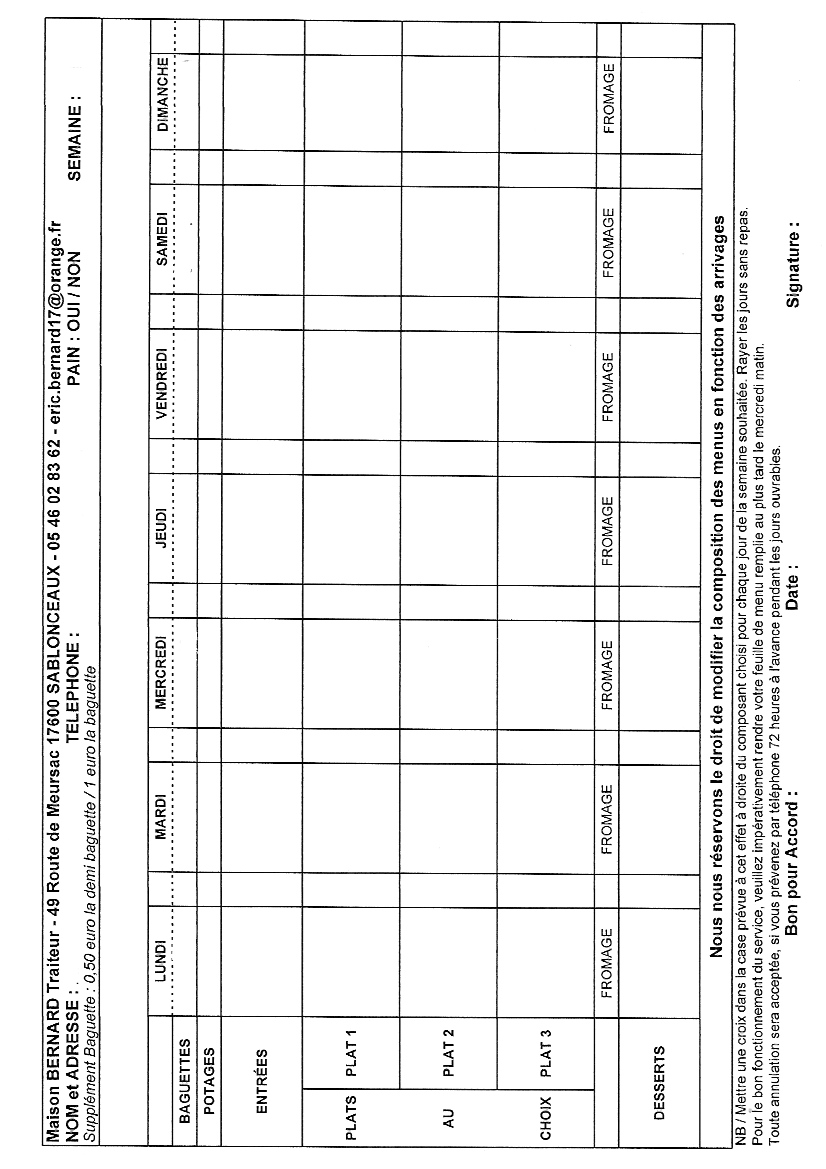 Maison BERNARD Traiteur - 49 Route de Meursac 17600 SABLONCEAUX - 05 46 02 83 62 - eric.bernard17@orange.fr
NOM et ADRESSE : TELEPHONE : PAIN : OUI / NON SEMAINE :
Supplément Baguette : 0,50 euro la demi baguette / 1 euro la baguette
LUNDI MARDI MERCREDI JEUDI VENDREDI SAMEDI DIMANCHE
BAGUETTES
POTAGES
ENTRÉES
PLATS PLAT 1
AU PLAT 2
CHOIX PLAT 3
FROMAGE FROMAGE FROMAGE FROMAGE FROMAGE FROMAGE FROMAGE
DESSERTS
Nous nous réservons le droit de modifier la composition des menus en fonction des arrivages
NB / Mettre une croix dans la case prévue à cet effet à droite du composant choisi pour chaque jour de la semaine souhaitée. Rayer les jours sans repas.
Pour le bon fonctionnement du service, veuillez impérativement rendre votre feuille de menu remplie au plus tard le mercredi matin.
Toute annulation sera acceptée, si vous prévenez par téléphone 72 heures à l'avance pendant les jours ouvrables.
Bon pour Accord : Date : Signature :